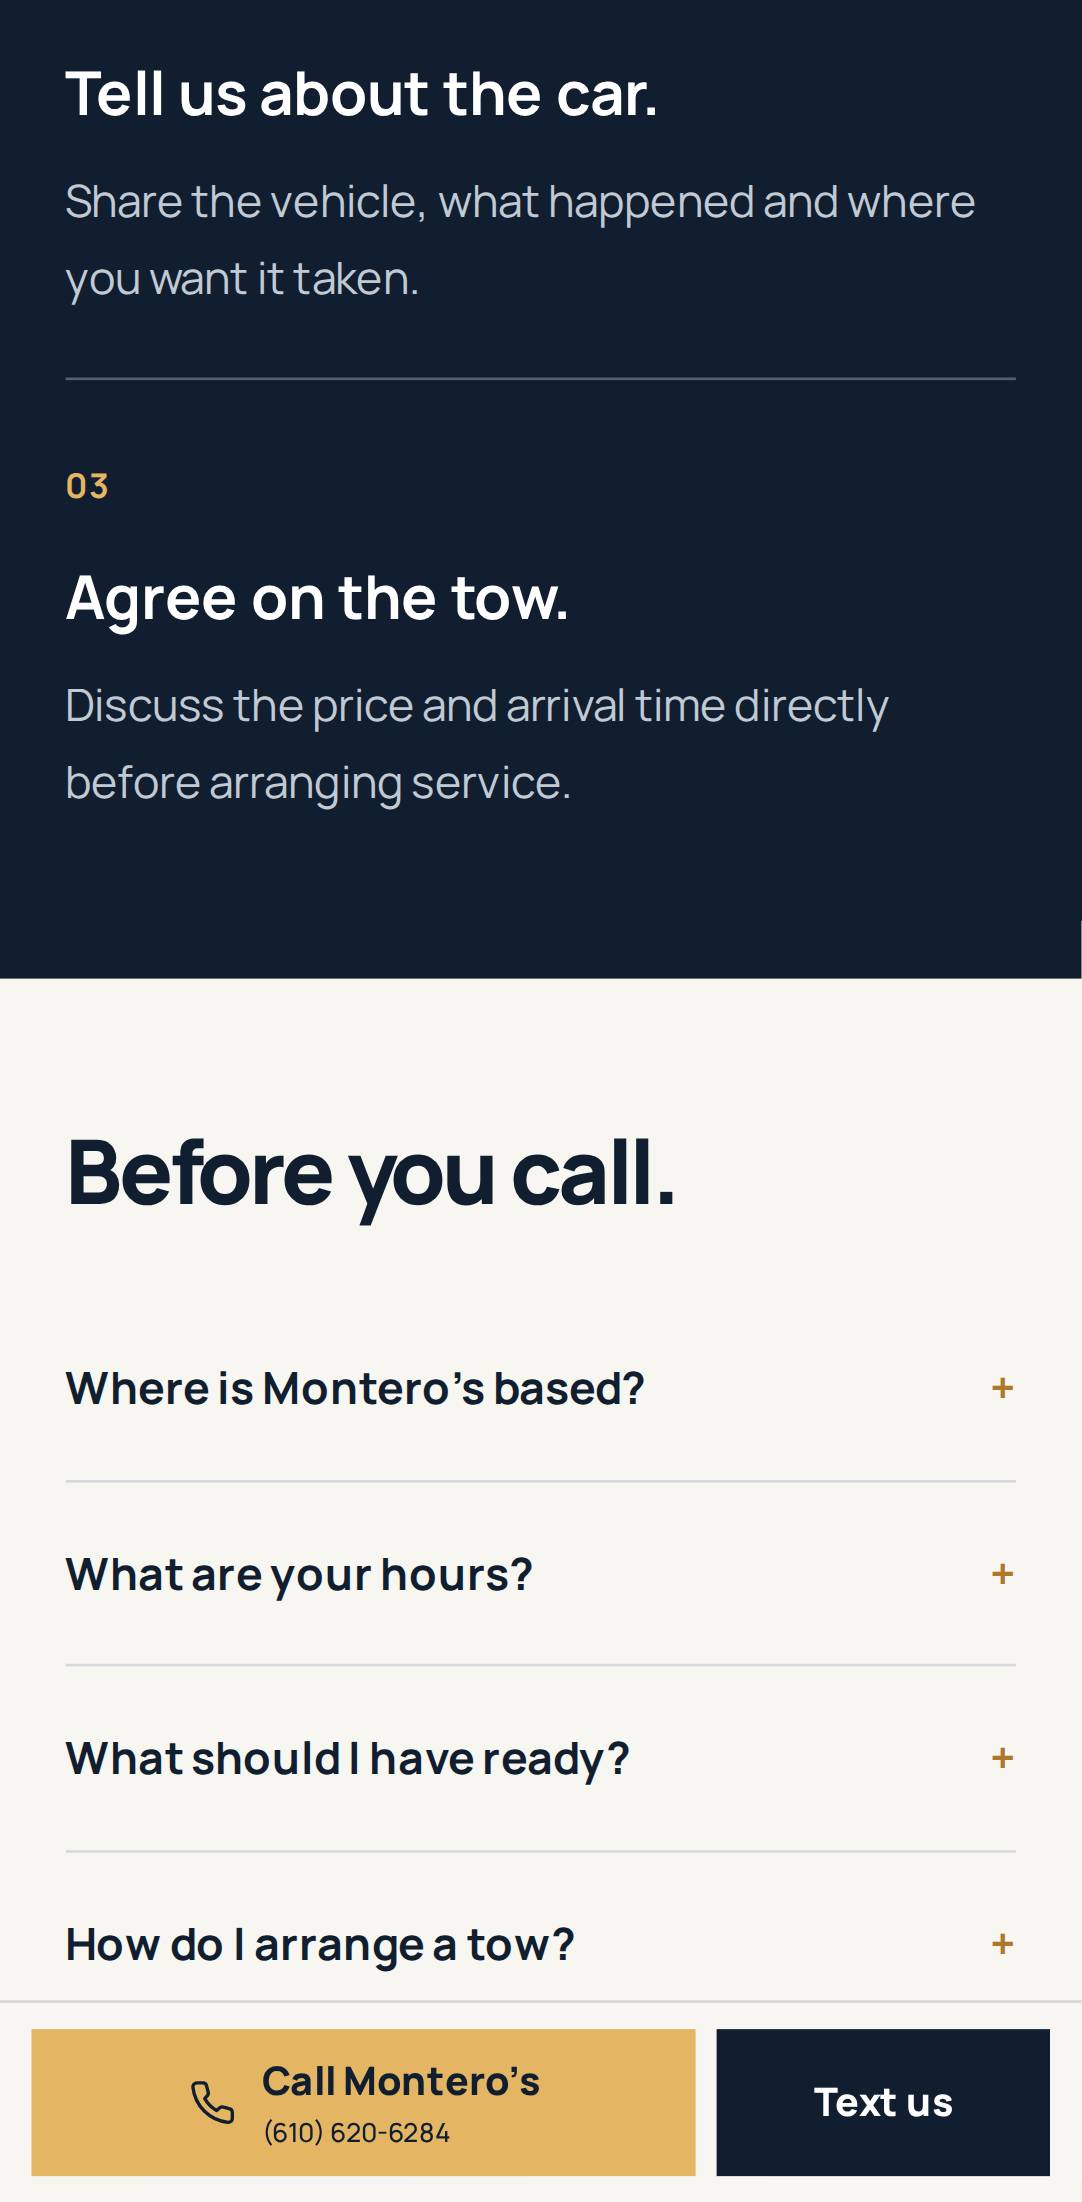 Tell us about the car.
Share the vehicle, what happened and where
you want it taken.
03
Agree on the tow.
Discuss the price and arrival time directly
before arranging service.
Before you call.
Where is Montero’s based? +
What are your hours? +
What should I have ready? +
How do I arrange a tow? +
Call Montero’s
(610) 620-6284
Text us